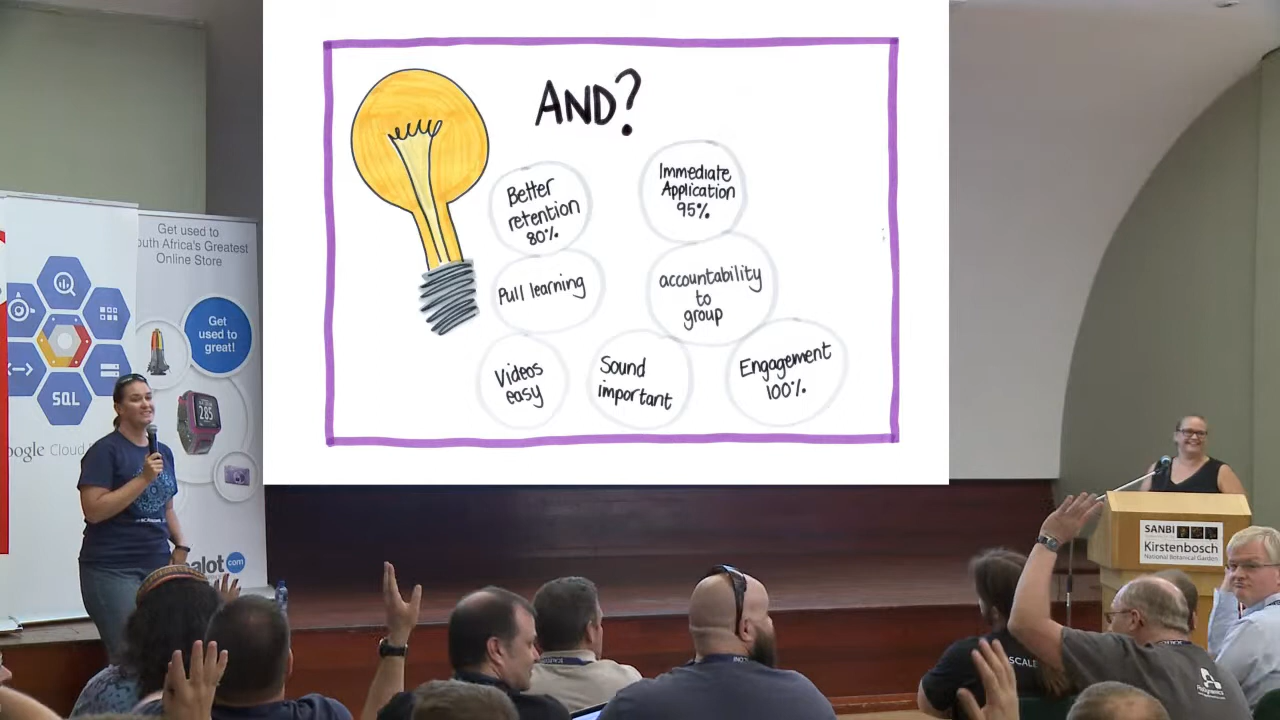 AND?
Better
retention
80%
Immediate
Application
95%
Pull learning
accountability
to
group
Videos
easy
Sound
important
Engagement
100%
Get used to
outh Africa's Greatest
Online Store
Get
used to
great!
285
SQL
oogle Cloud
alot
com
SANBI
Kirstenbosch
National Botanical Garden
SCALE